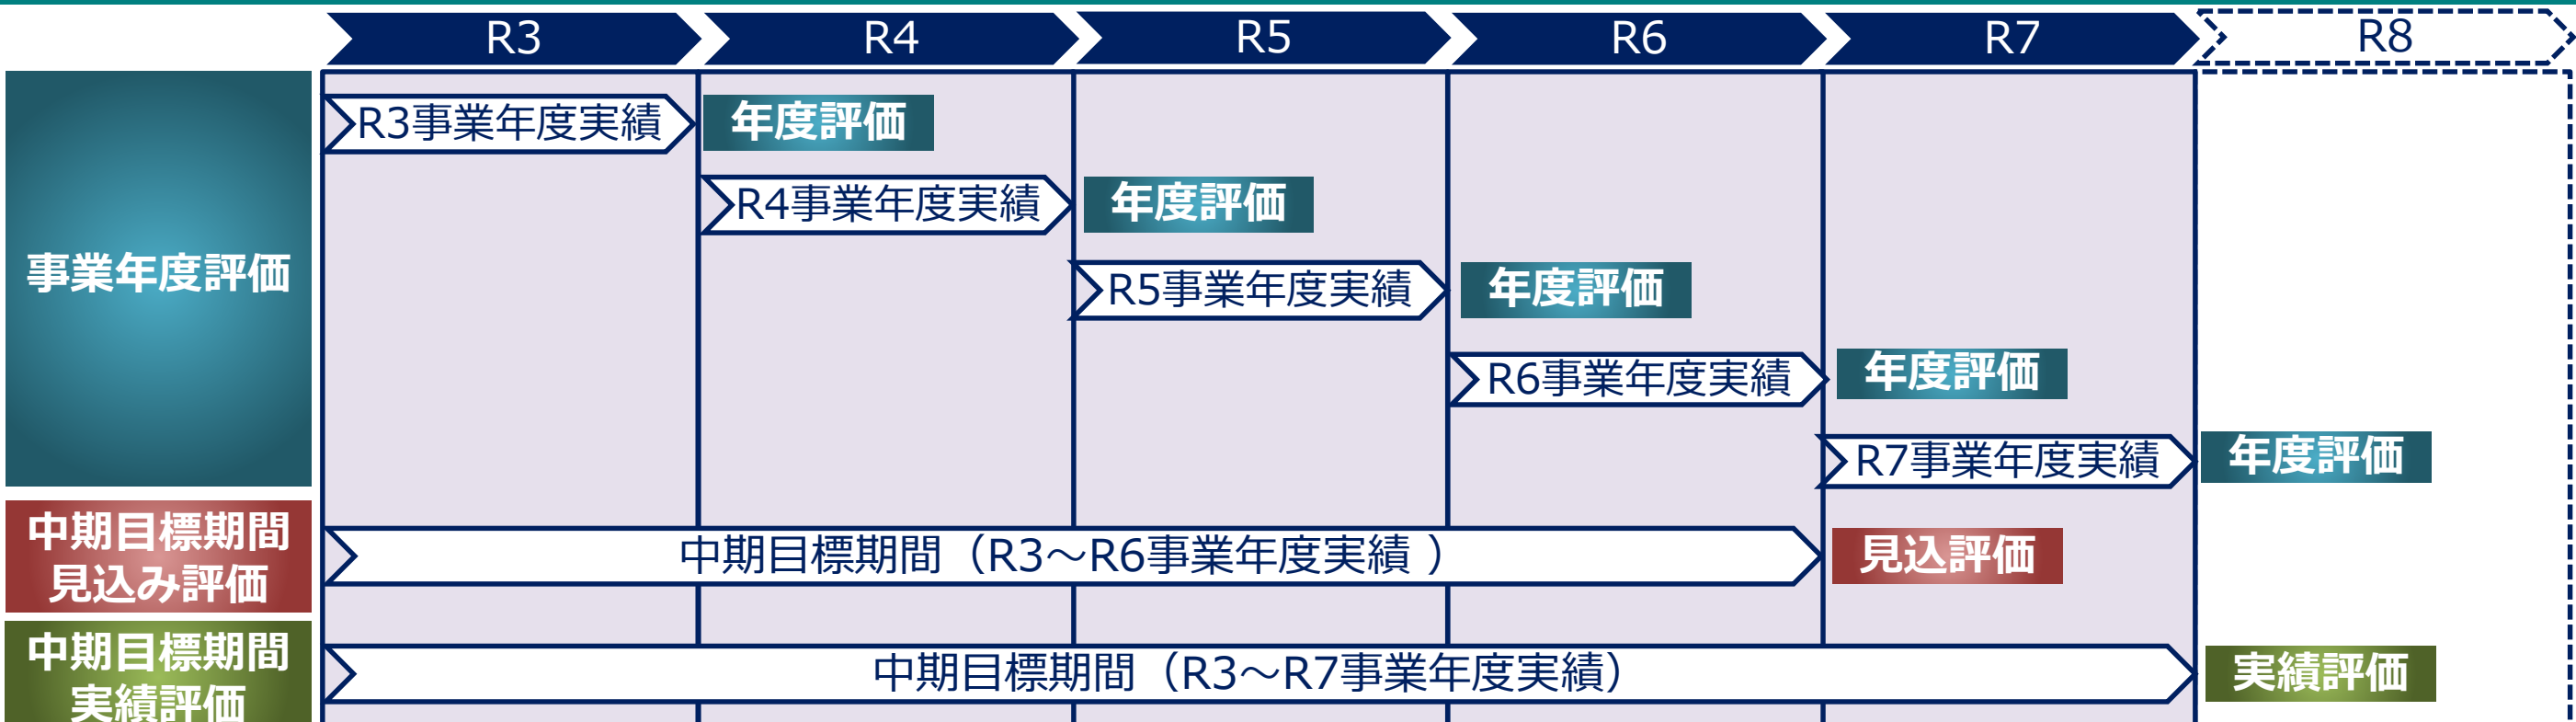 R3
R4
R5
R6
R7
R8
事業年度評価
R3事業年度実績
年度評価
R4事業年度実績
年度評価
R5事業年度実績
年度評価
R6事業年度実績
年度評価
R7事業年度実績
年度評価
中期目標期間
見込み評価
中期目標期間（R3～R6事業年度実績 ）
見込評価
中期目標期間
実績評価
中期目標期間（R3～R7事業年度実績）
実績評価